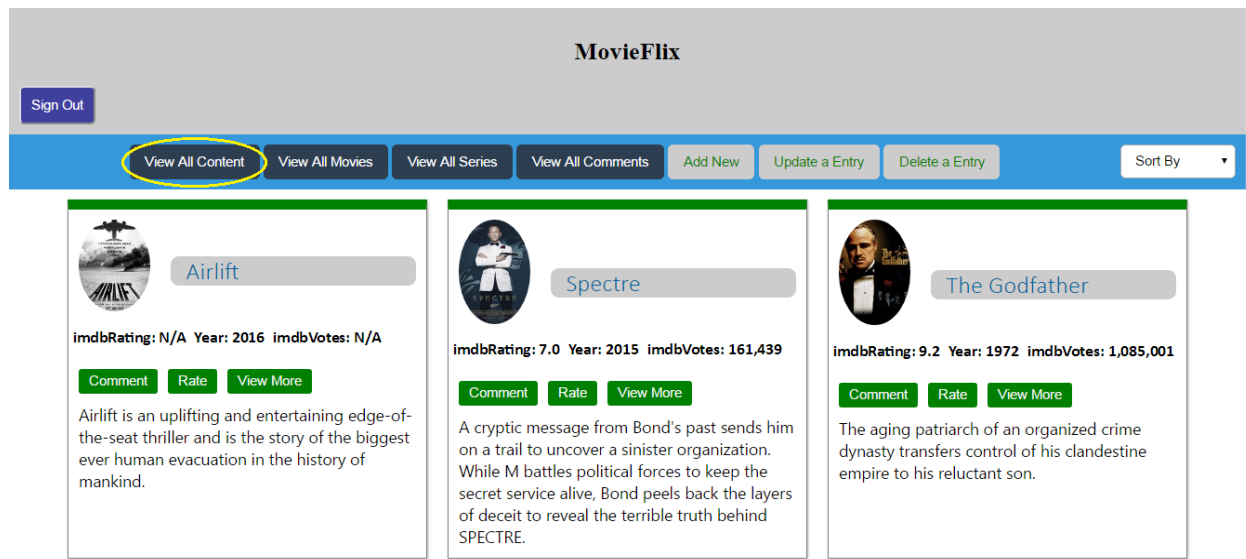 MovieFlix
Sign Out
View All Content View All Movies View All Series View All Comments Add New Update a Entry Delete a Entry Sort By
AIRLIFT
Airlift
imdbRating: N/A Year: 2016 imdbVotes: N/A
Comment Rate View More
Airlift is an uplifting and entertaining edge-of-
the-seat thriller and is the story of the biggest
ever human evacuation in the history of
mankind.
SPECTRE
Spectre
imdbRating: 7.0 Year: 2015 imdbVotes: 161,439
Comment Rate View More
A cryptic message from Bond's past sends him
on a trail to uncover a sinister organization.
While M battles political forces to keep the
secret service alive, Bond peels back the layers
of deceit to reveal the terrible truth behind
SPECTRE.
The
Godfather
The Godfather
imdbRating: 9.2 Year: 1972 imdbVotes: 1,085,001
Comment Rate View More
The aging patriarch of an organized crime
dynasty transfers control of his clandestine
empire to his reluctant son.